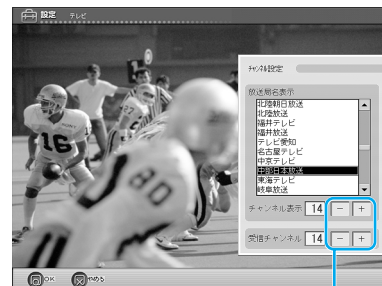 設定 テレビ
チャンネル設定
放送局名表示
北陸朝日放送
北陸放送
福井テレビ
福井放送
テレビ愛知
名古屋テレビ
中京テレビ
中部日本放送
東海テレビ
岐阜放送
チャンネル表示 14 - +
受信チャンネル 14 - +
16
80
OK やめる